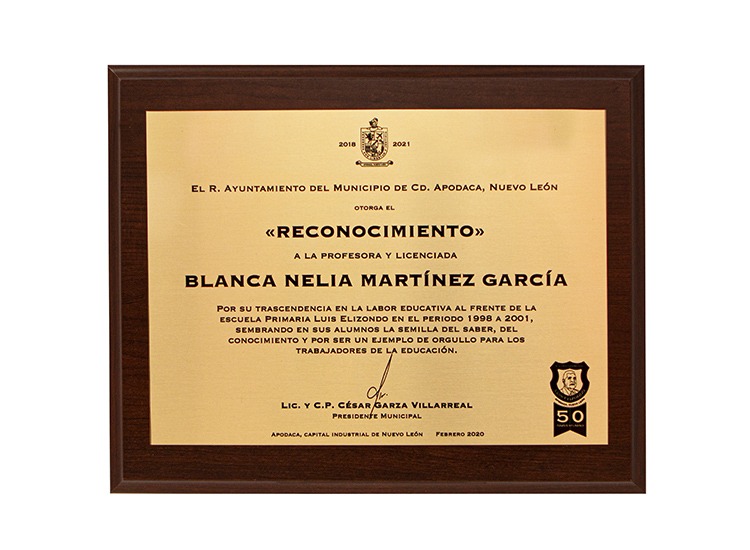 2018 2021
EL R. AYUNTAMIENTO DEL MUNICIPIO DE CD. APODACA, NUEVO LEÓN
OTORGA EL
«RECONOCIMIENTO»
A LA PROFESORA Y LICENCIADA
BLANCA NELIA MARTÍNEZ GARCÍA
POR SU TRASCENDENCIA EN LA LABOR EDUCATIVA AL FRENTE DE LA
ESCUELA PRIMARIA LUIS ELIZONDO EN EL PERIODO 1998 A 2001,
SEMBRANDO EN SUS ALUMNOS LA SEMILLA DEL SABER, DEL
CONOCIMIENTO Y POR SER UN EJEMPLO DE ORGULLO PARA LOS
TRABAJADORES DE LA EDUCACIÓN.
LIC. Y C.P. CÉSAR GARZA VILLARREAL
PRESIDENTE MUNICIPAL
APODACA, CAPITAL INDUSTRIAL DE NUEVO LEÓN FEBRERO 2020
50